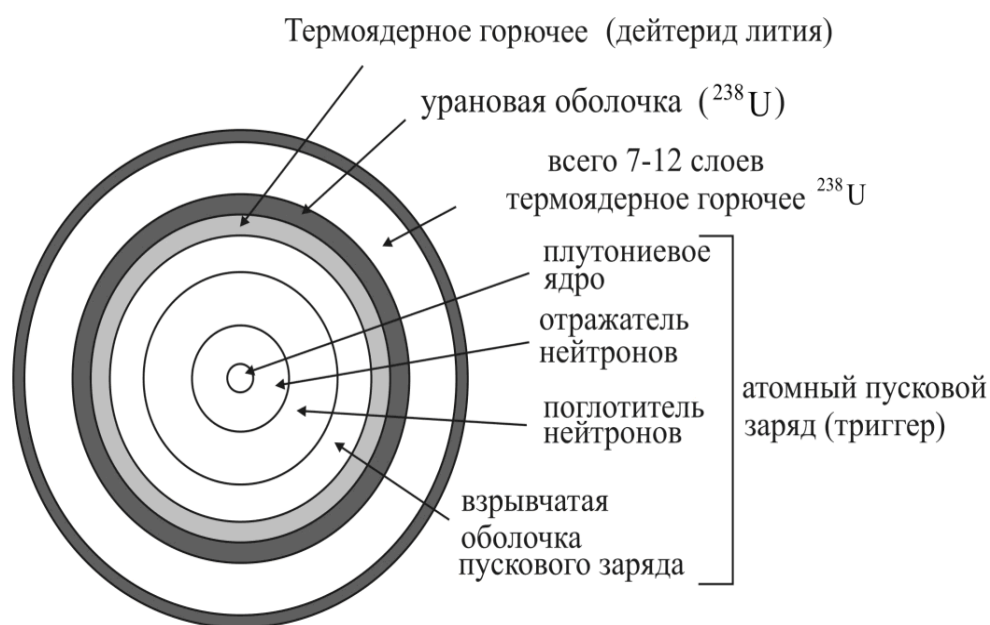 Термоядерное горючее (дейтерид лития)
урановая оболочка (²³⁸U)
всего 7-12 слоев
термоядерное горючее ²³⁸U
плутониевое
ядро
отражатель
нейтронов
поглотитель
нейтронов
взрывчатая
оболочка
пускового заряда
атомный пусковой
заряд (триггер)